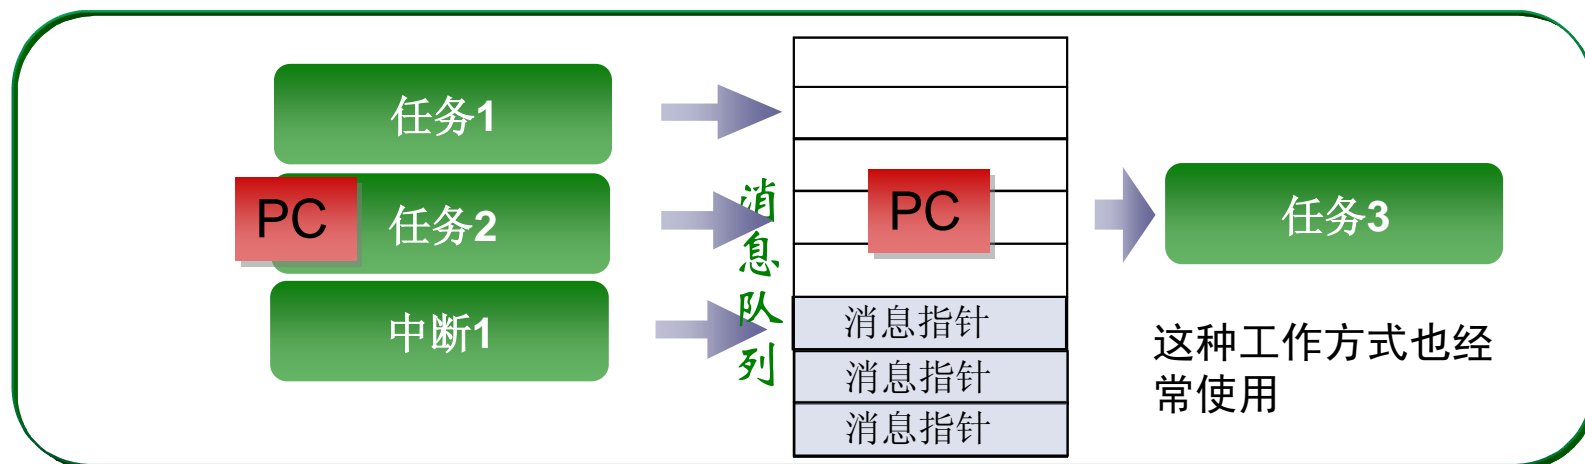 任务1
PC
任务2
中断1
消息队列
PC
消息指针
消息指针
消息指针
任务3
这种工作方式也经
常使用